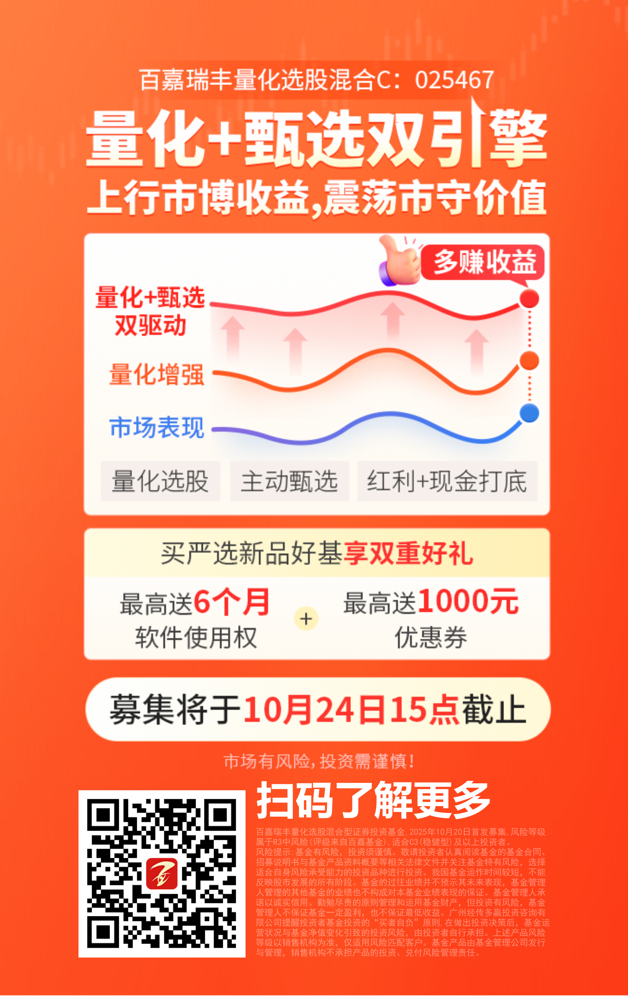 百嘉瑞丰量化选股混合C：025467
量化+甄选双引擎
上行市博收益,震荡市守价值
多赚收益
量化+甄选
双驱动
量化增强
市场表现
量化选股
主动甄选
红利+现金打底
买严选新品好基享双重好礼
最高送6个月
软件使用权
+
最高送1000元
优惠券
募集将于10月24日15点截止
市场有风险，投资需谨慎！
扫码了解更多
百嘉瑞丰量化选股混合型证券投资基金,2025年10月20日首发募集,风险等级
属于R3中风险(评级来自百嘉基金),适合C3(稳健型)及以上投资者。
风险提示:基金有风险，投资须谨慎。敬请投资者认真阅读基金的基金合同、
招募说明书与基金产品资料概要等相关法律文件并关注基金特有风险，选择
适合自身风险承受能力的投资品种进行投资。我国基金运作时间较短，不能
反映股市发展的所有阶段。基金的过往业绩并不预示其未来表现，基金管理
人管理的其他基金的业绩也不构成对本基金业绩表现的保证。基金管理人承
诺以诚实信用、勤勉尽责的原则管理和运用基金财产，但投资有风险，基金
管理人不保证基金一定盈利，也不保证最低收益。广州经传多赢投资咨询有
限公司提醒投资者基金投资的“买者自负”原则,在做出投资决策后，基金运
营状况与基金净值变化引致的投资风险，由投资者自行承担。上述产品风险
等级以销售机构为准，仅适用风险匹配客户。基金产品由基金管理公司发行
与管理，销售机构不承担产品的投资、兑付风险管理责任。